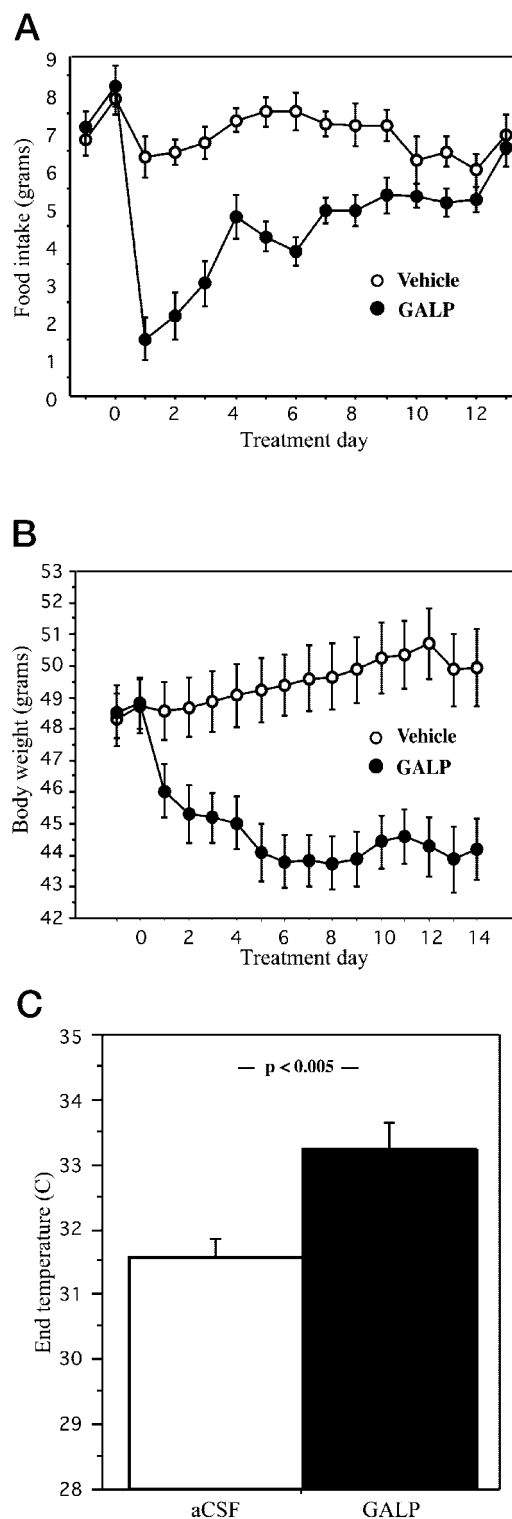 A
9
8
7
6
5
4
3
2
1
0
Food intake (grams)
Vehicle
GALP
0 2 4 6 8 10 12
Treatment day
B
53
52
51
50
49
48
47
46
45
44
43
42
Body weight (grams)
Vehicle
GALP
0 2 4 6 8 10 12 14
Treatment day
C
35
34
33
32
31
30
29
28
End temperature (C)
— p < 0.005 —
aCSF GALP